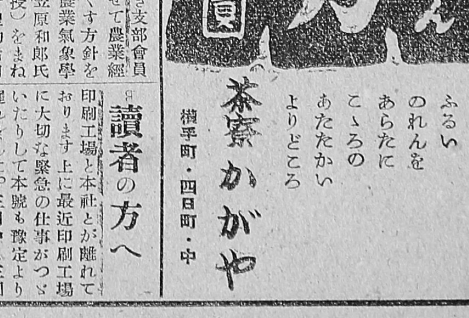 ん
員
ふるい
のれんを
あらたに
こゝろの
あたたかい
よりどころ
茶寮かがや
横手町・四日町・中
讀者の方へ
印刷工場と本社とが離れて
おります上に最近印刷工場
に大切な緊急の仕事がつゞ
いたりして本號も豫定より
き支部會員
せて農業經
くす方針を
農業氣象學
笠原和郎氏
授）をまね